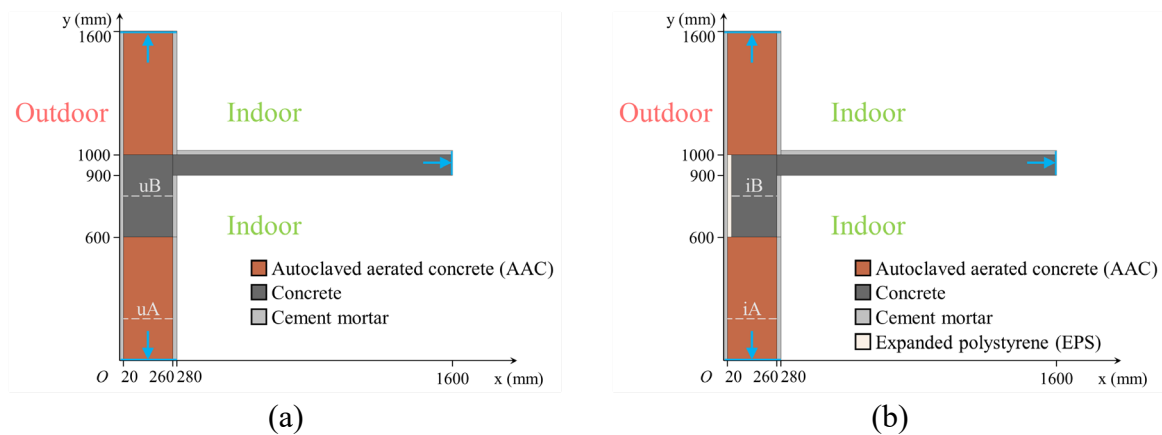 y (mm)
1600
Outdoor
Indoor
1000
900
uB
Indoor
600
Autoclaved aerated concrete (AAC)
Concrete
uA
Cement mortar
O 20 260 280 1600 x (mm)
(a)
y (mm)
1600
Outdoor
Indoor
1000
900
iB
Indoor
600
Autoclaved aerated concrete (AAC)
Concrete
iA
Cement mortar
Expanded polystyrene (EPS)
O 20 260 280 1600 x (mm)
(b)